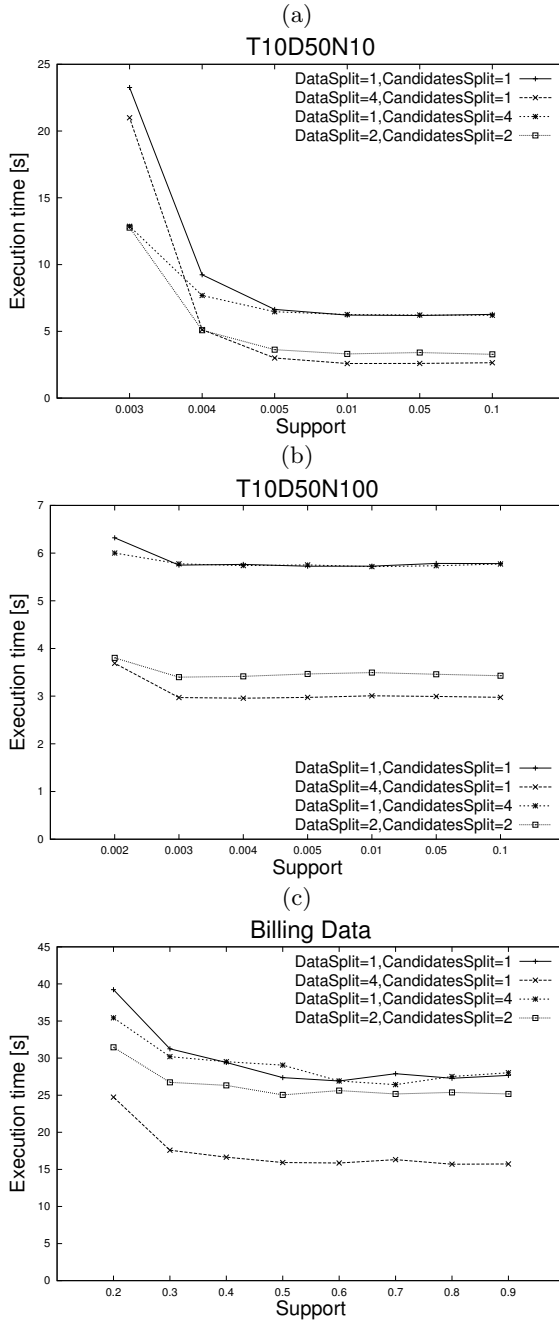 (a)
T10D50N10
25
20
15
10
5
0
Execution time [s]
DataSplit=1,CandidatesSplit=1
DataSplit=4,CandidatesSplit=1
DataSplit=1,CandidatesSplit=4
DataSplit=2,CandidatesSplit=2
0.003 0.004 0.005 0.01 0.05 0.1
Support
(b)
T10D50N100
7
6
5
4
3
2
1
0
Execution time [s]
DataSplit=1,CandidatesSplit=1
DataSplit=4,CandidatesSplit=1
DataSplit=1,CandidatesSplit=4
DataSplit=2,CandidatesSplit=2
0.002 0.003 0.004 0.005 0.01 0.05 0.1
Support
(c)
Billing Data
45
40
35
30
25
20
15
10
5
0
Execution time [s]
DataSplit=1,CandidatesSplit=1
DataSplit=4,CandidatesSplit=1
DataSplit=1,CandidatesSplit=4
DataSplit=2,CandidatesSplit=2
0.2 0.3 0.4 0.5 0.6 0.7 0.8 0.9
Support